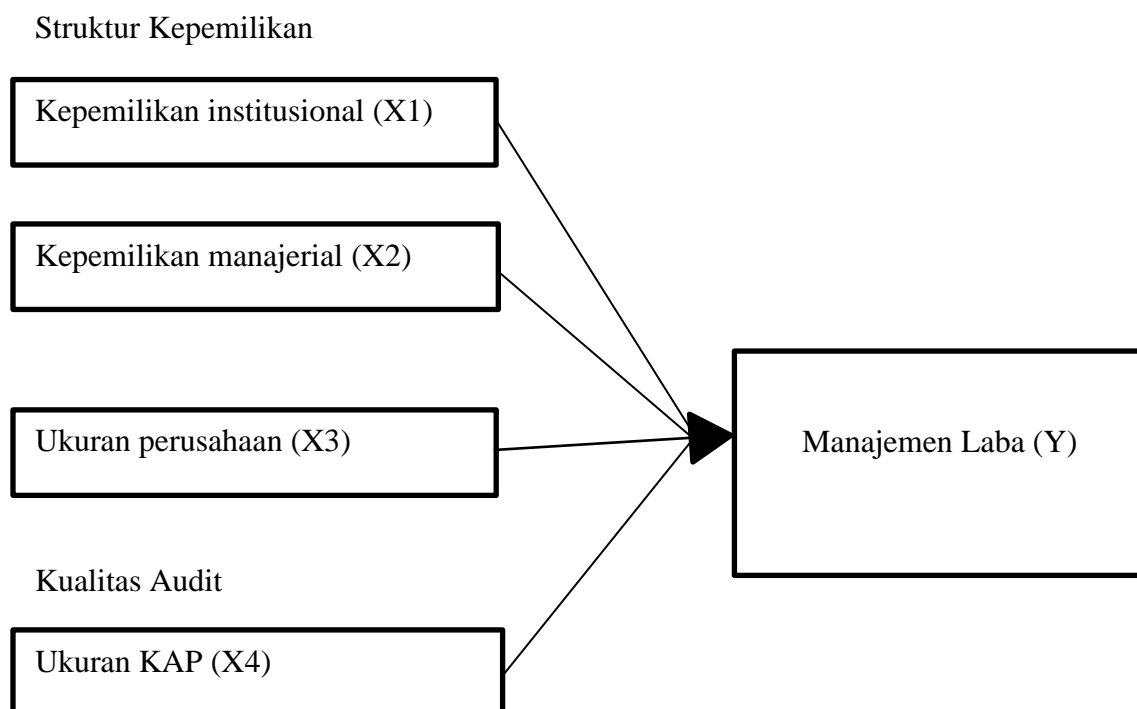 Struktur Kepemilikan
Kepemilikan institusional (X1)
Kepemilikan manajerial (X2)
Ukuran perusahaan (X3)
Manajemen Laba (Y)
Kualitas Audit
Ukuran KAP (X4)